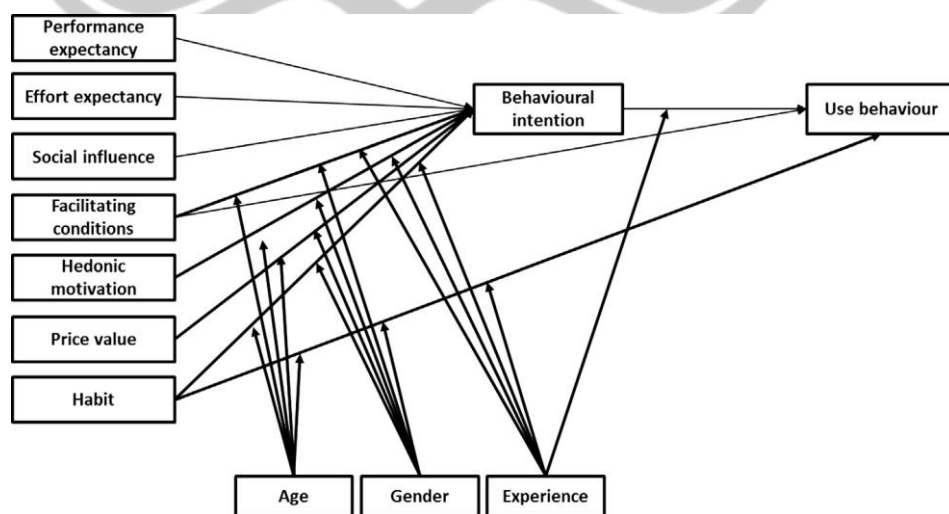 Performance
expectancy
Effort expectancy
Social influence
Facilitating
conditions
Hedonic
motivation
Price value
Habit
Behavioural
intention
Use behaviour
Age
Gender
Experience